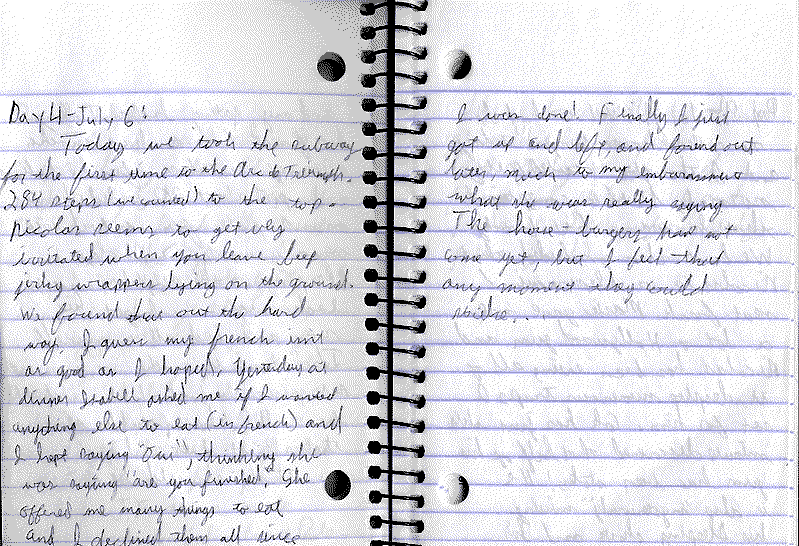 Day 4 - July 6:
Today we took the subway
for the first time to the Arc de Triumph.
284 steps (we counted) to the top.
Nicolas seems to get very
irritated when you leave beef
jerky wrappers lying on the ground.
We found that out the hard
way. I guess my french isnt
as good as I hoped. Yesterday at
dinner Isabell asked me if I wanted
anything else to eat (in french) and
I kept saying "Oui", thinking she
was saying "are you finished." She
offered me many things to eat
and I declined them all since
I was done! Finally I just
got up and left, and found out
later, much to my embarassment
what she was really saying
The horse-burgers have not
come yet, but I feel that
any moment they could
strike...